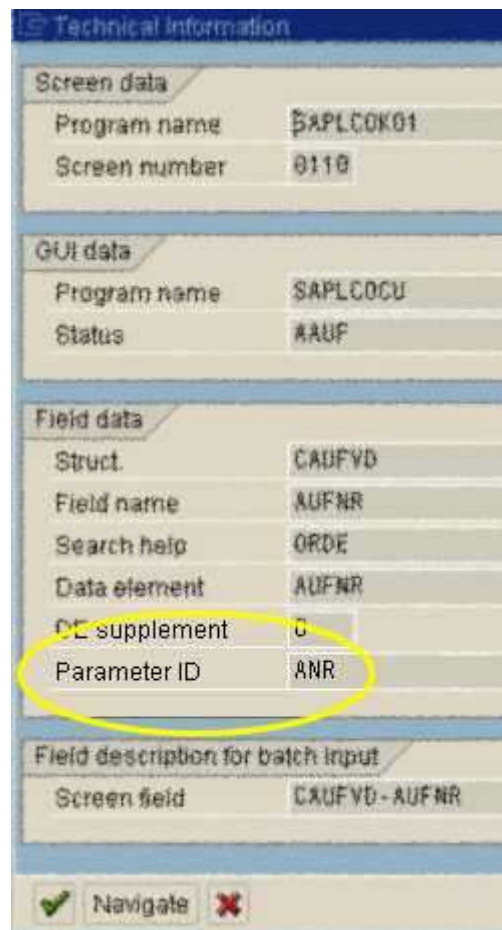 Technical Information
Screen data
Program name SAPLCOKO1
Screen number 0110
GUI data
Program name SAPLCOCU
Status AAUF
Field data
Struct. CAUFVD
Field name AUFNR
Search help ORDE
Data element AUFNR
DE supplement 0
Parameter ID ANR
Field description for batch input
Screen field CAUFVD-AUFNR
Navigate